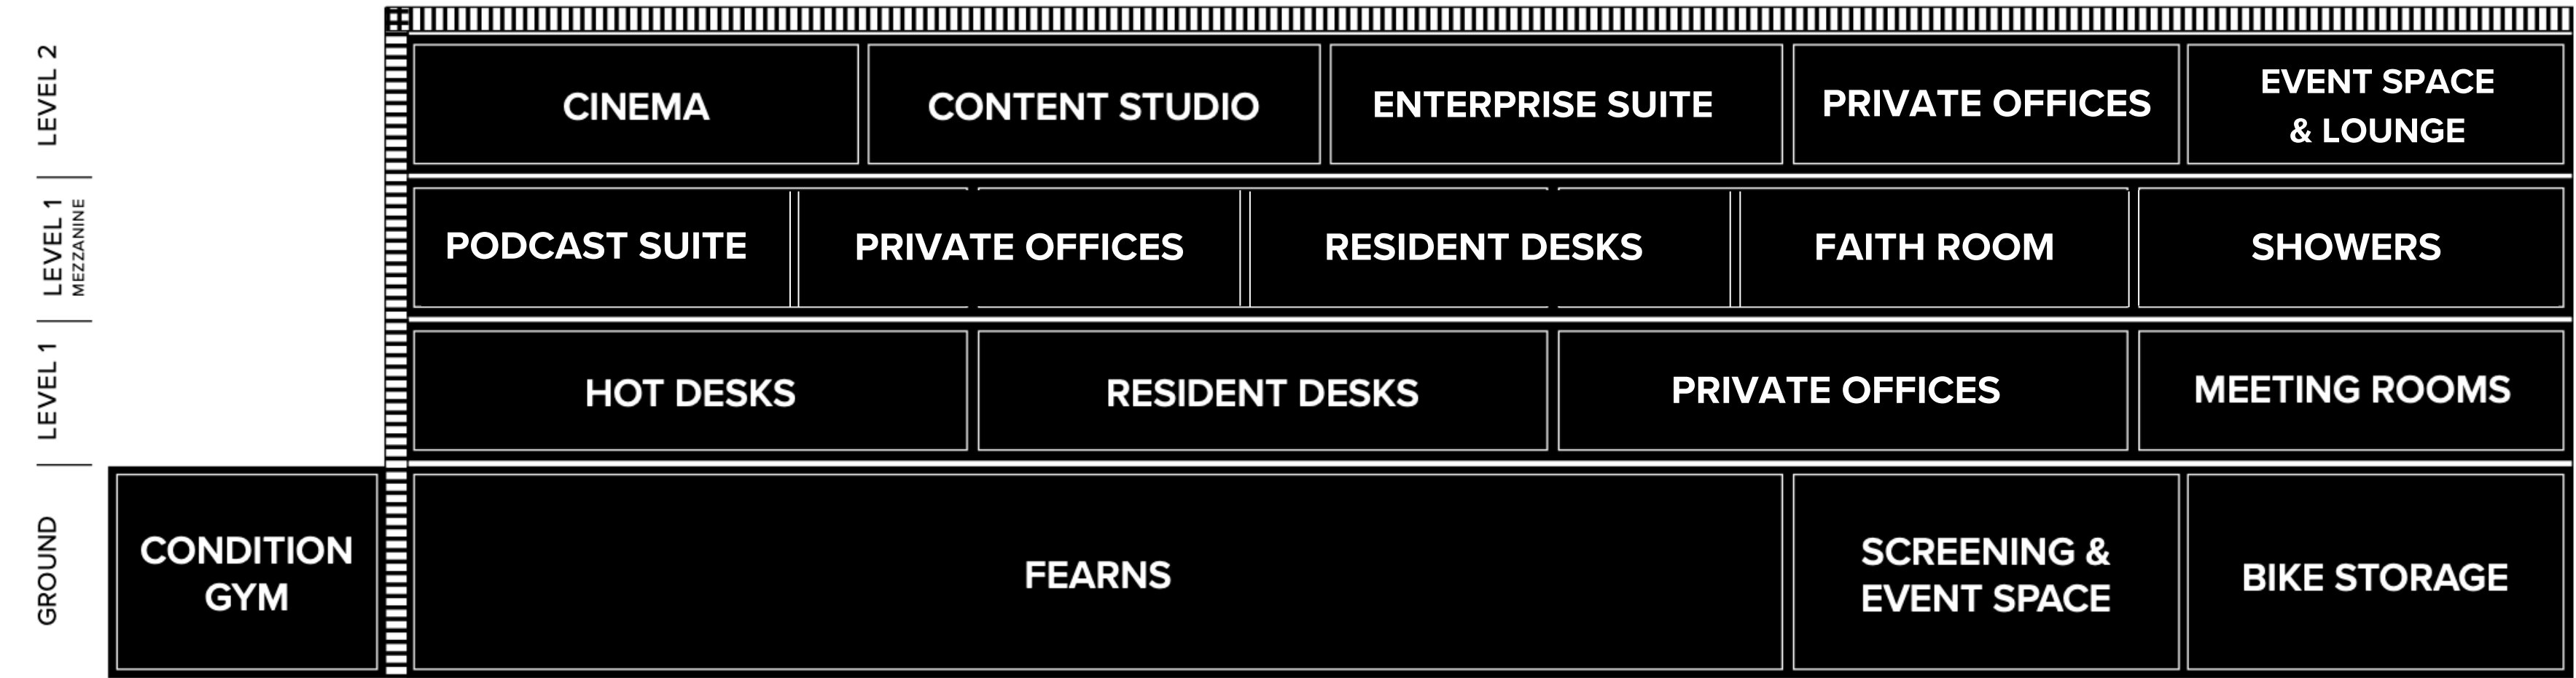 LEVEL 2
CINEMA
CONTENT STUDIO
ENTERPRISE SUITE
PRIVATE OFFICES
EVENT SPACE
& LOUNGE
LEVEL 1
MEZZANINE
PODCAST SUITE
PRIVATE OFFICES
RESIDENT DESKS
FAITH ROOM
SHOWERS
LEVEL 1
HOT DESKS
RESIDENT DESKS
PRIVATE OFFICES
MEETING ROOMS
GROUND
CONDITION
GYM
FEARNS
SCREENING &
EVENT SPACE
BIKE STORAGE